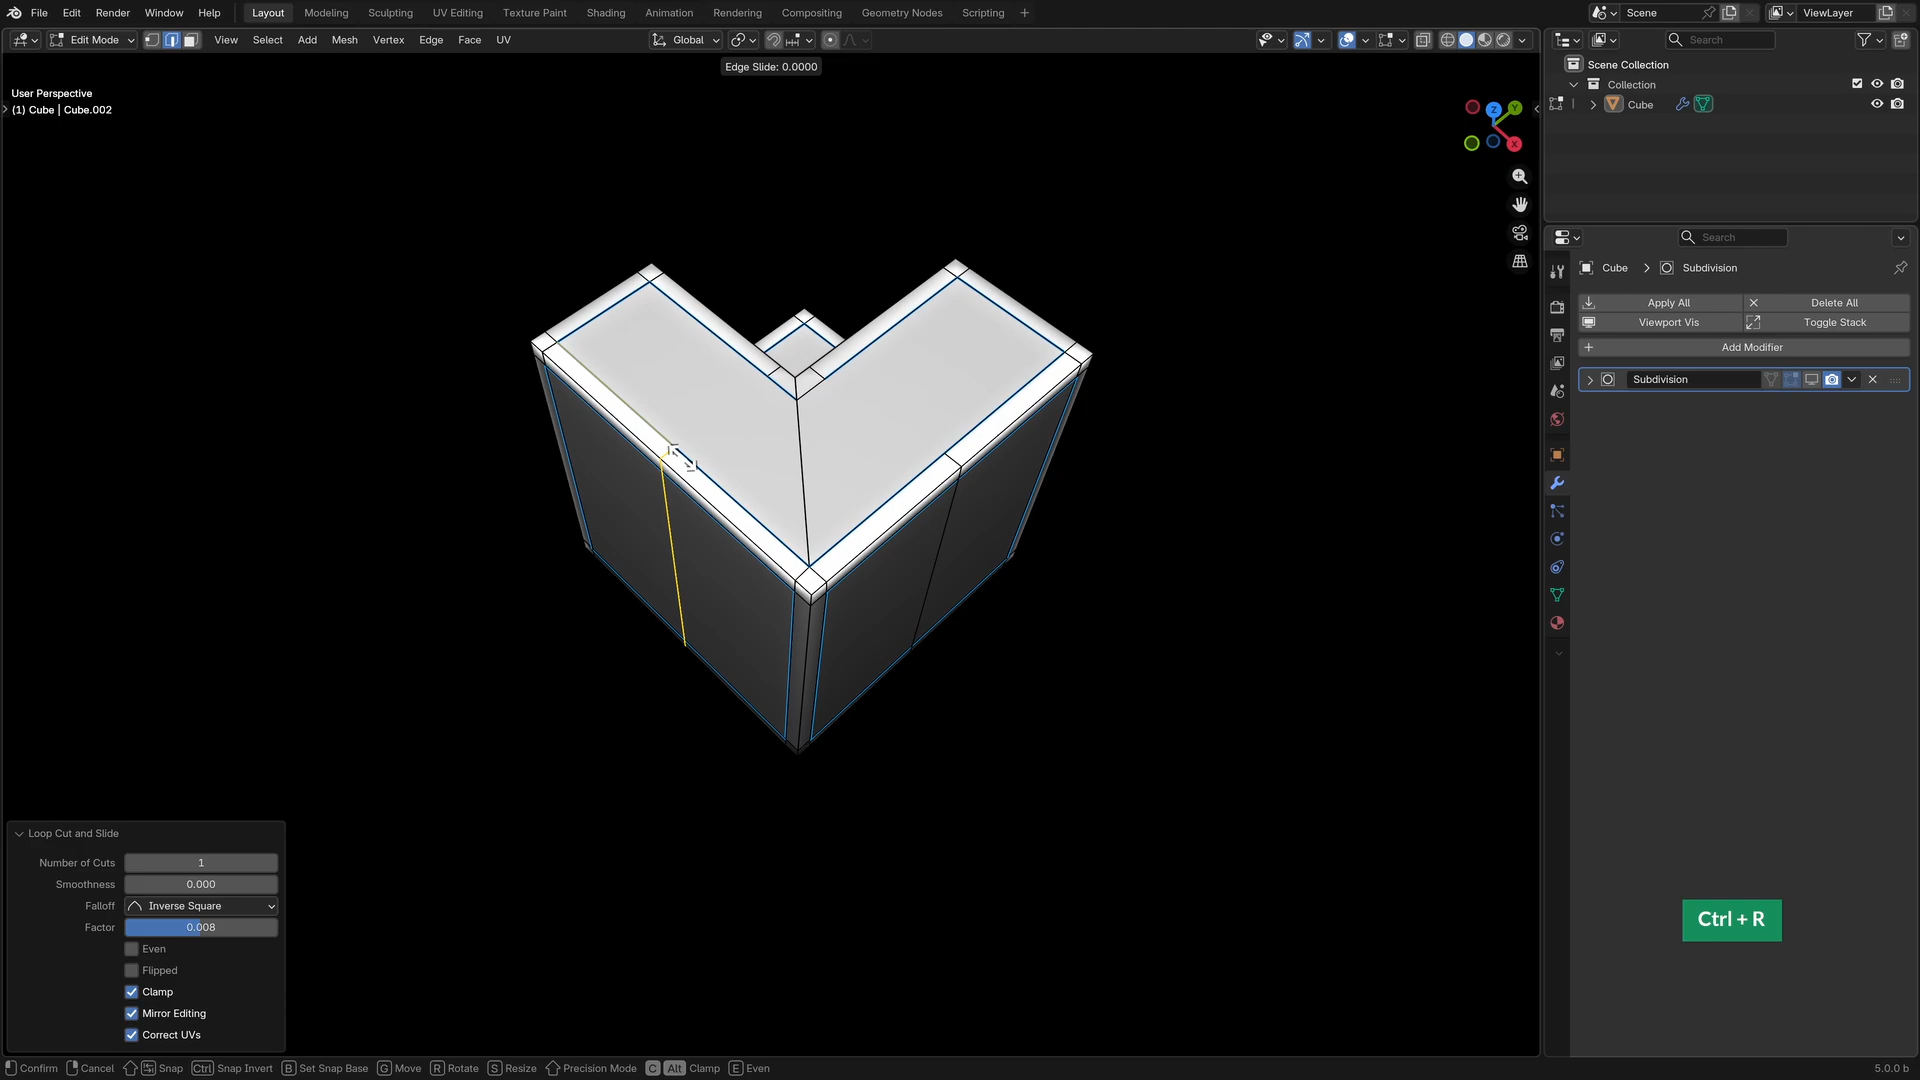 File Edit Render Window Help Layout Modeling Sculpting UV Editing Texture Paint Shading Animation Rendering Compositing Geometry Nodes Scripting + Scene ViewLayer
Edit Mode View Select Add Mesh Vertex Edge Face UV Global Search
Edge Slide: 0.0000
User Perspective
(1) Cube | Cube.002
Z Y
X
Scene Collection
Collection
Cube
Search
Cube Subdivision
Apply All Delete All
Viewport Vis Toggle Stack
Add Modifier
Subdivision
Loop Cut and Slide
Number of Cuts 1
Smoothness 0.000
Falloff Inverse Square
Factor 0.008
Even
Flipped
Clamp
Mirror Editing
Correct UVs
Ctrl + R
Confirm Cancel Snap Ctrl Snap Invert B Set Snap Base G Move R Rotate S Resize Precision Mode C Alt Clamp E Even 5.0.0 b